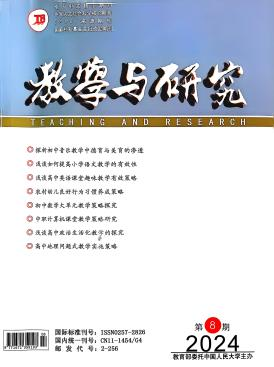 教学与研究
TEACHING AND RESEARCH
探析初中音乐教学中德育与美育的渗透
浅谈如何提高小学语文教学的有效性
浅谈高中英语课堂趣味教学有效策略
农村幼儿良好行为习惯养成策略
初中数学大单元教学策略探究
中职计算机课堂教学策略研究
浅谈高中政治生活化教学的探究
高中地理问题式教学实施策略
国际标准刊号：ISSN0257-2826
国内统一刊号：CN11-1454/G4
邮发代号：2-256
第8期
2024
教育部委托中国人民大学主办